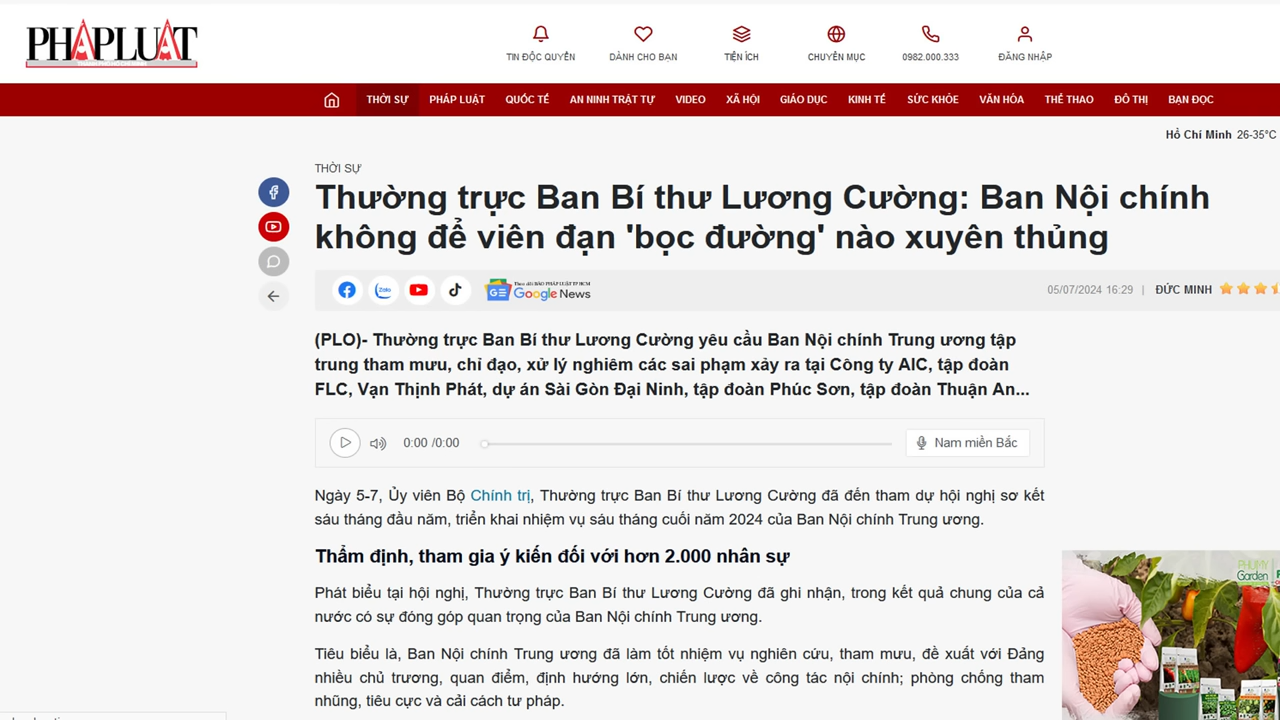 PHÁPLUẬT
TIN ĐỘC QUYỀN
DÀNH CHO BẠN
TIỆN ÍCH
CHUYÊN MỤC
0982.000.333
ĐĂNG NHẬP
THỜI SỰ PHÁP LUẬT QUỐC TẾ AN NINH TRẬT TỰ VIDEO XÃ HỘI GIÁO DỤC KINH TẾ SỨC KHỎE VĂN HÓA THỂ THAO ĐÔ THỊ BẠN ĐỌC
Hồ Chí Minh 26-35°C
THỜI SỰ
Thường trực Ban Bí thư Lương Cường: Ban Nội chính
không để viên đạn 'bọc đường' nào xuyên thủng
Zalo
Theo dõi BÁO PHÁP LUẬT TP HCM
GE Google News
05/07/2024 16:29 | ĐỨC MINH
(PLO)- Thường trực Ban Bí thư Lương Cường yêu cầu Ban Nội chính Trung ương tập
trung tham mưu, chỉ đạo, xử lý nghiêm các sai phạm xảy ra tại Công ty AIC, tập đoàn
FLC, Vạn Thịnh Phát, dự án Sài Gòn Đại Ninh, tập đoàn Phúc Sơn, tập đoàn Thuận An...
0:00 /0:00
Nam miền Bắc
Ngày 5-7, Ủy viên Bộ Chính trị, Thường trực Ban Bí thư Lương Cường đã đến tham dự hội nghị sơ kết
sáu tháng đầu năm, triển khai nhiệm vụ sáu tháng cuối năm 2024 của Ban Nội chính Trung ương.
Thẩm định, tham gia ý kiến đối với hơn 2.000 nhân sự
Phát biểu tại hội nghị, Thường trực Ban Bí thư Lương Cường đã ghi nhận, trong kết quả chung của cả
nước có sự đóng góp quan trọng của Ban Nội chính Trung ương.
PHUMY
Garden
Tiêu biểu là, Ban Nội chính Trung ương đã làm tốt nhiệm vụ nghiên cứu, tham mưu, đề xuất với Đảng
nhiều chủ trương, quan điểm, định hướng lớn, chiến lược về công tác nội chính; phòng chống tham
nhũng, tiêu cực và cải cách tư pháp.